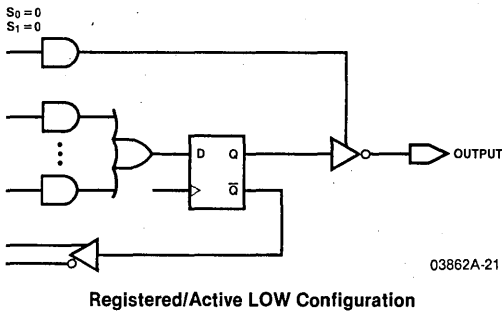 S₀ = 0
S₁ = 0
D Q
Q̅
OUTPUT
03862A-21
Registered/Active LOW Configuration